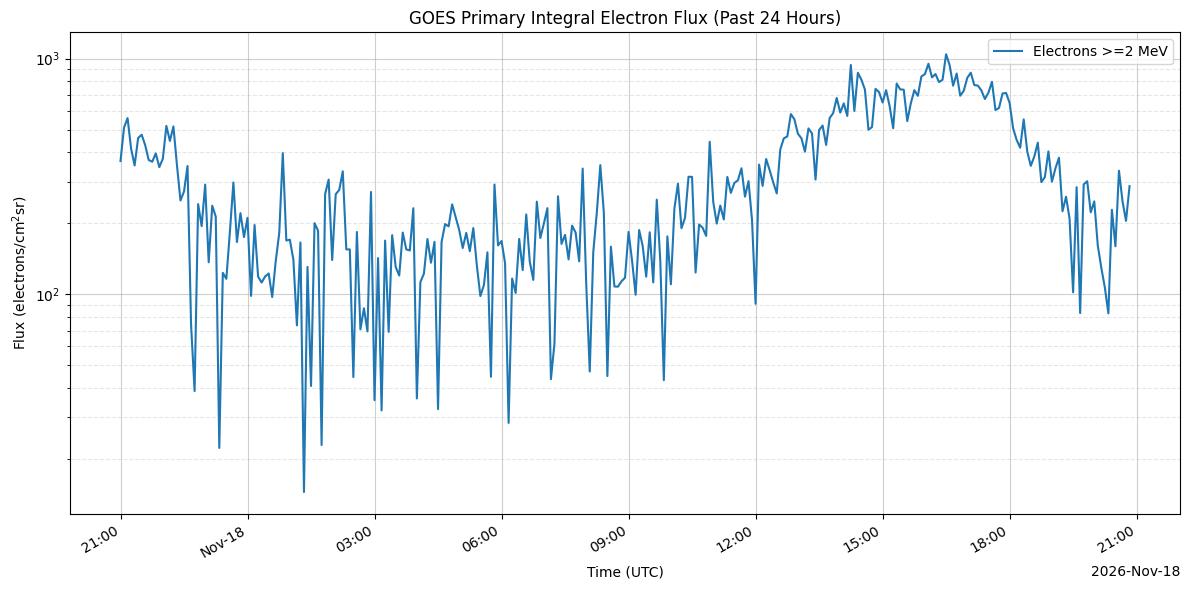 GOES Primary Integral Electron Flux (Past 24 Hours)
Electrons >=2 MeV
10³
10²
Flux (electrons/cm² sr)
21:00
Nov-18
03:00
06:00
09:00
12:00
15:00
18:00
21:00
Time (UTC)
2026-Nov-18